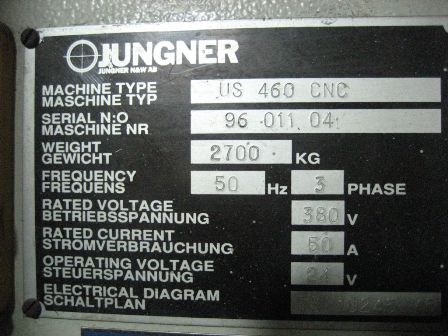 JUNGNER
JUNGNER N&W AB
MACHINE TYPE
MASCHINE TYP US 460 CNC
SERIAL N:O
MASCHINE NR 96 011 04
WEIGHT
GEWICHT 2700 KG
FREQUENCY
FREQUENS 50 Hz 3 PHASE
RATED VOLTAGE
BETRIEBSSPANNUNG 380 V
RATED CURRENT
STROMVERBRAUCHUNG 50 A
OPERATING VOLTAGE
STEUERSPANNUNG 24 V
ELECTRICAL DIAGRAM
SCHALTPLAN